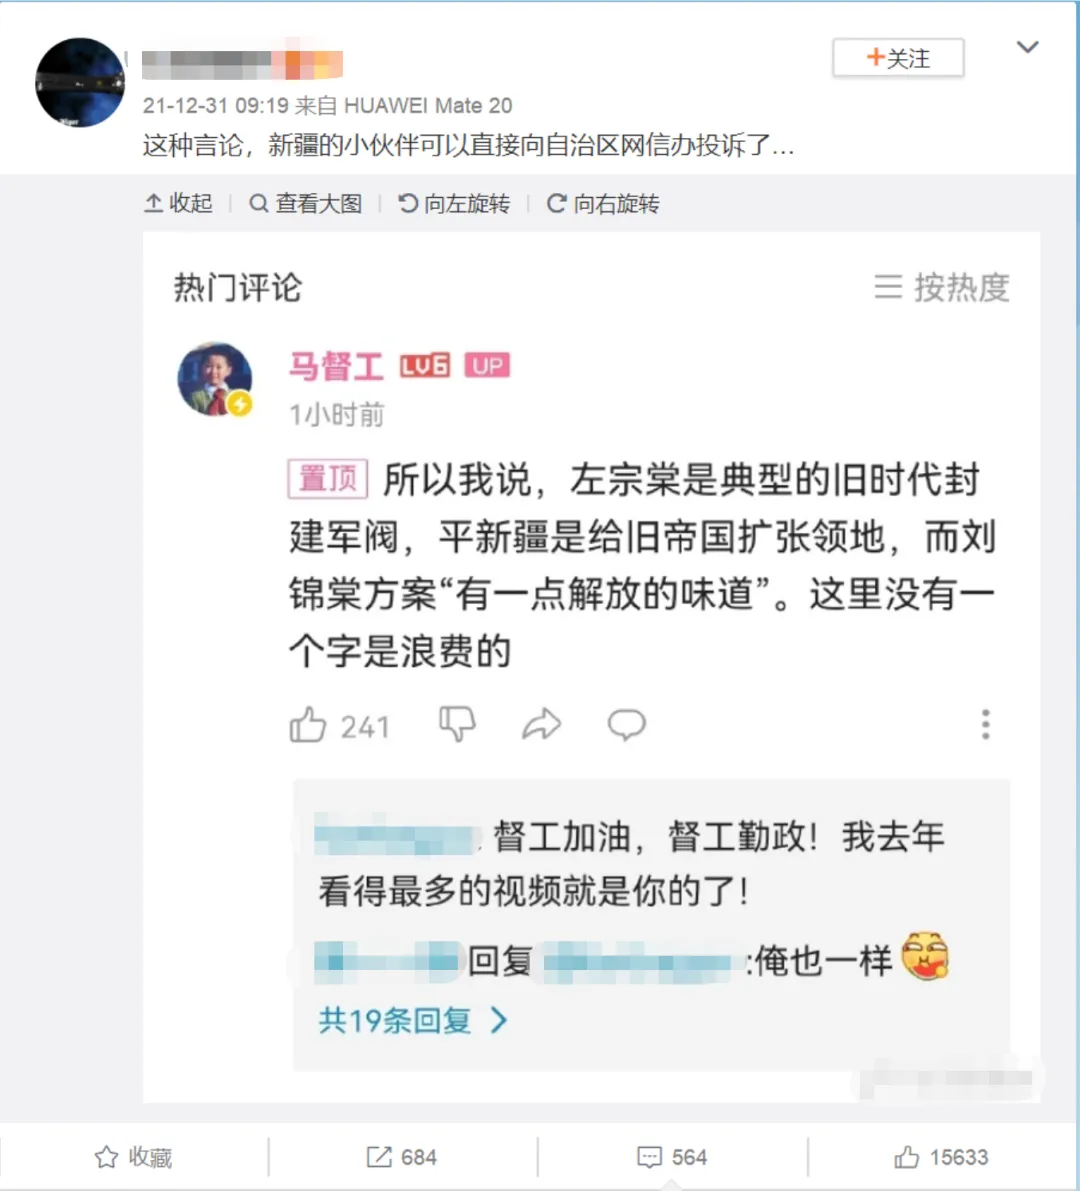 +关注
21-12-31 09:19 来自 HUAWEI Mate 20
这种言论，新疆的小伙伴可以直接向自治区网信办投诉了...
收起 查看大图 向左旋转 向右旋转
热门评论 按热度
马督工 LV6 UP
1小时前
置顶 所以我说，左宗棠是典型的旧时代封
建军阀，平新疆是给旧帝国扩张领地，而刘
锦棠方案“有一点解放的味道”。这里没有一
个字是浪费的
241
督工加油，督工勤政！我去年
看得最多的视频就是你的了！
回复 :俺也一样
共19条回复 >
收藏 684 564 15633